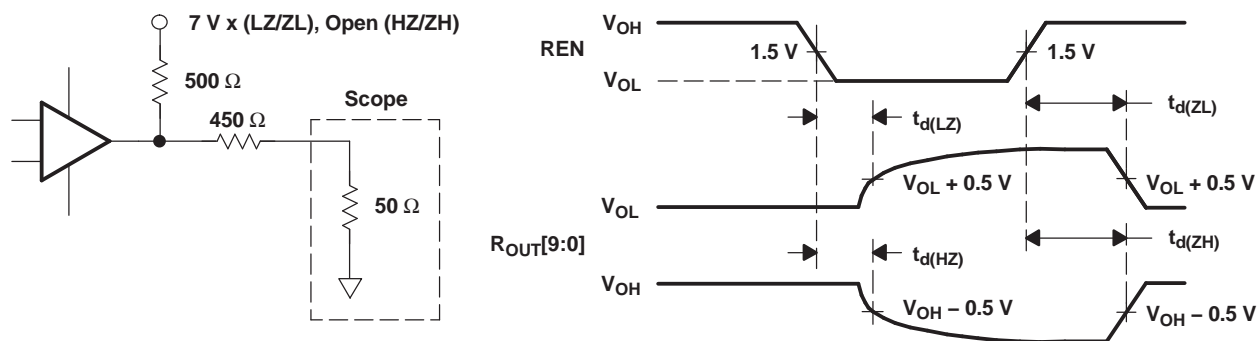 7 V x (LZ/ZL), Open (HZ/ZH)
500 Ω
450 Ω
Scope
50 Ω
REN
V_OH
V_OL
1.5 V
1.5 V
t_d(LZ)
t_d(ZL)
V_OL + 0.5 V
V_OL + 0.5 V
V_OL
R_OUT[9:0]
t_d(HZ)
t_d(ZH)
V_OH
V_OH – 0.5 V
V_OH – 0.5 V